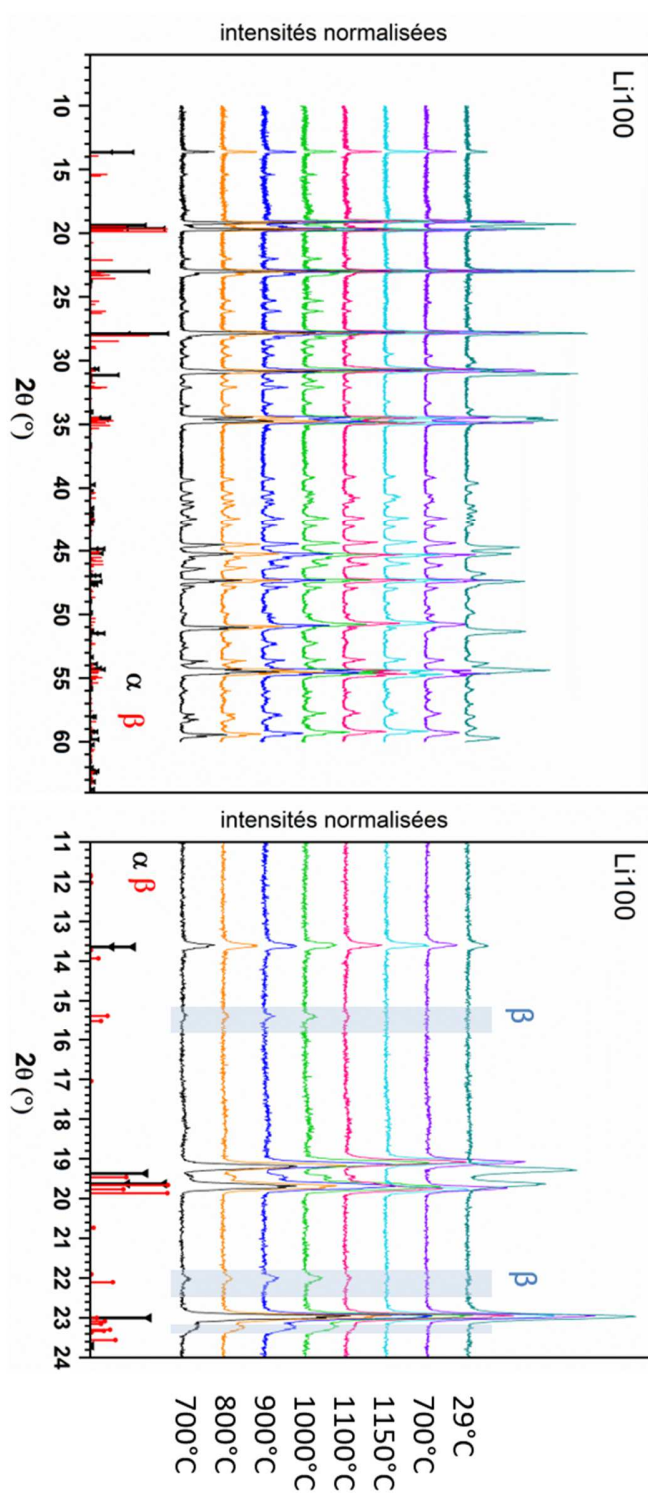 Li100
intensités normalisées
10 15 20 25 30 35 40 45 50 55 60
2θ (°)
α β
Li100
intensités normalisées
β β
11 12 13 14 15 16 17 18 19 20 21 22 23 24
2θ (°)
α β
29°C
700°C
1150°C
1100°C
1000°C
900°C
800°C
700°C